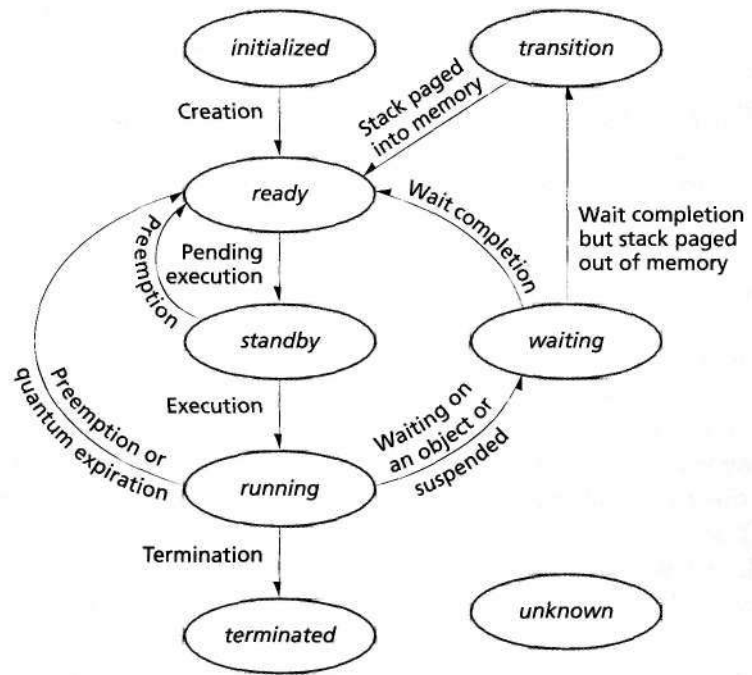 initialized
transition
Creation
Stack paged
into memory
ready
Wait completion
Wait completion
but stack paged
out of memory
Preemption
Pending
execution
standby
waiting
Preemption or
quantum expiration
Execution
Waiting on
an object or
suspended
running
Termination
unknown
terminated